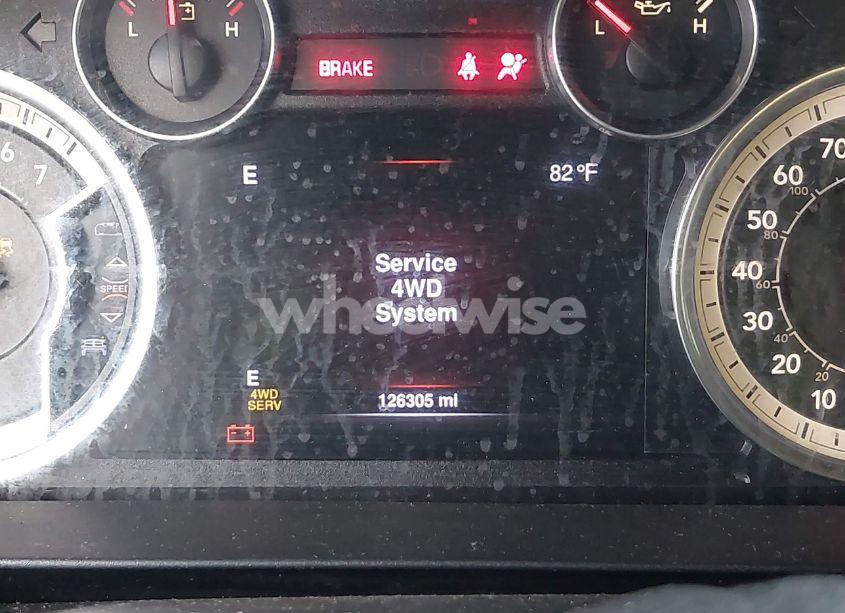 L H
BRAKE
L H
E 82°F
6 7
Service
4WD
System
wheelwise
SPEED
E
4WD
SERV
126305 mi
70
60
100
50
80
40
60
30
40
20
20
10